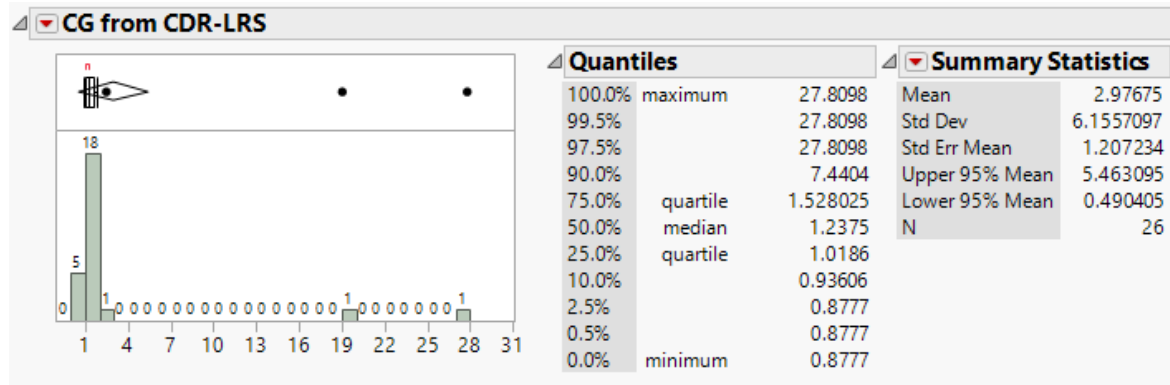 CG from CDR-LRS
n
18
5
0 1 0 0 0 0 0 0 0 0 0 0 0 0 0 0 0 0 1 0 0 0 0 0 0 0 1
1 4 7 10 13 16 19 22 25 28 31
Quantiles
100.0% maximum 27.8098
99.5% 27.8098
97.5% 27.8098
90.0% 7.4404
75.0% quartile 1.528025
50.0% median 1.2375
25.0% quartile 1.0186
10.0% 0.93606
2.5% 0.8777
0.5% 0.8777
0.0% minimum 0.8777
Summary Statistics
Mean 2.97675
Std Dev 6.1557097
Std Err Mean 1.207234
Upper 95% Mean 5.463095
Lower 95% Mean 0.490405
N 26